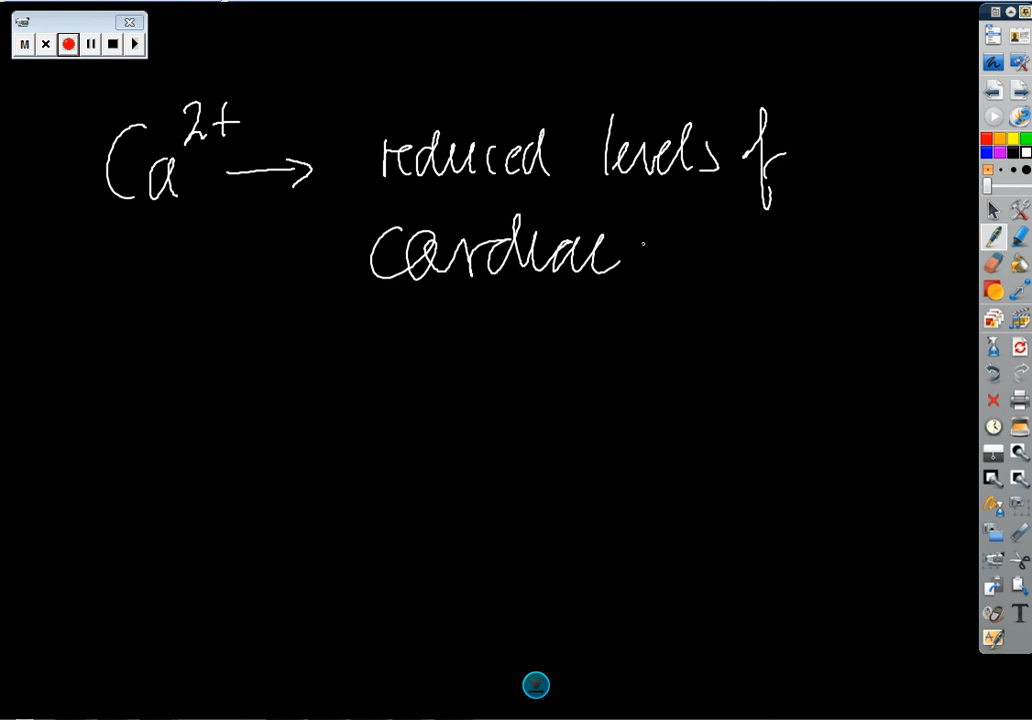 M
Ca²⁺ → reduced levels of
cardiac
T